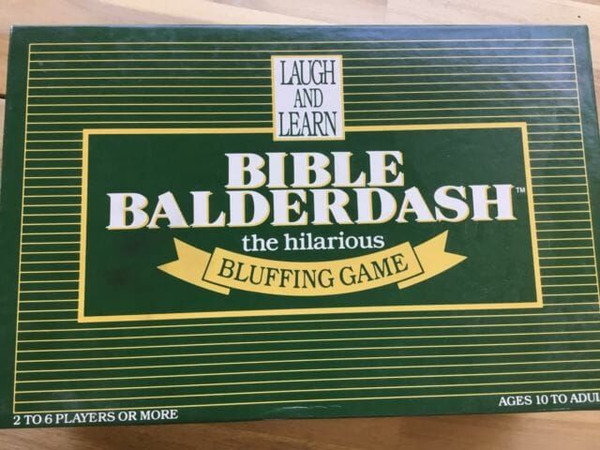 LAUGH
AND
LEARN
BIBLE
BALDERDASH™
the hilarious
BLUFFING GAME
2 TO 6 PLAYERS OR MORE
AGES 10 TO ADUL